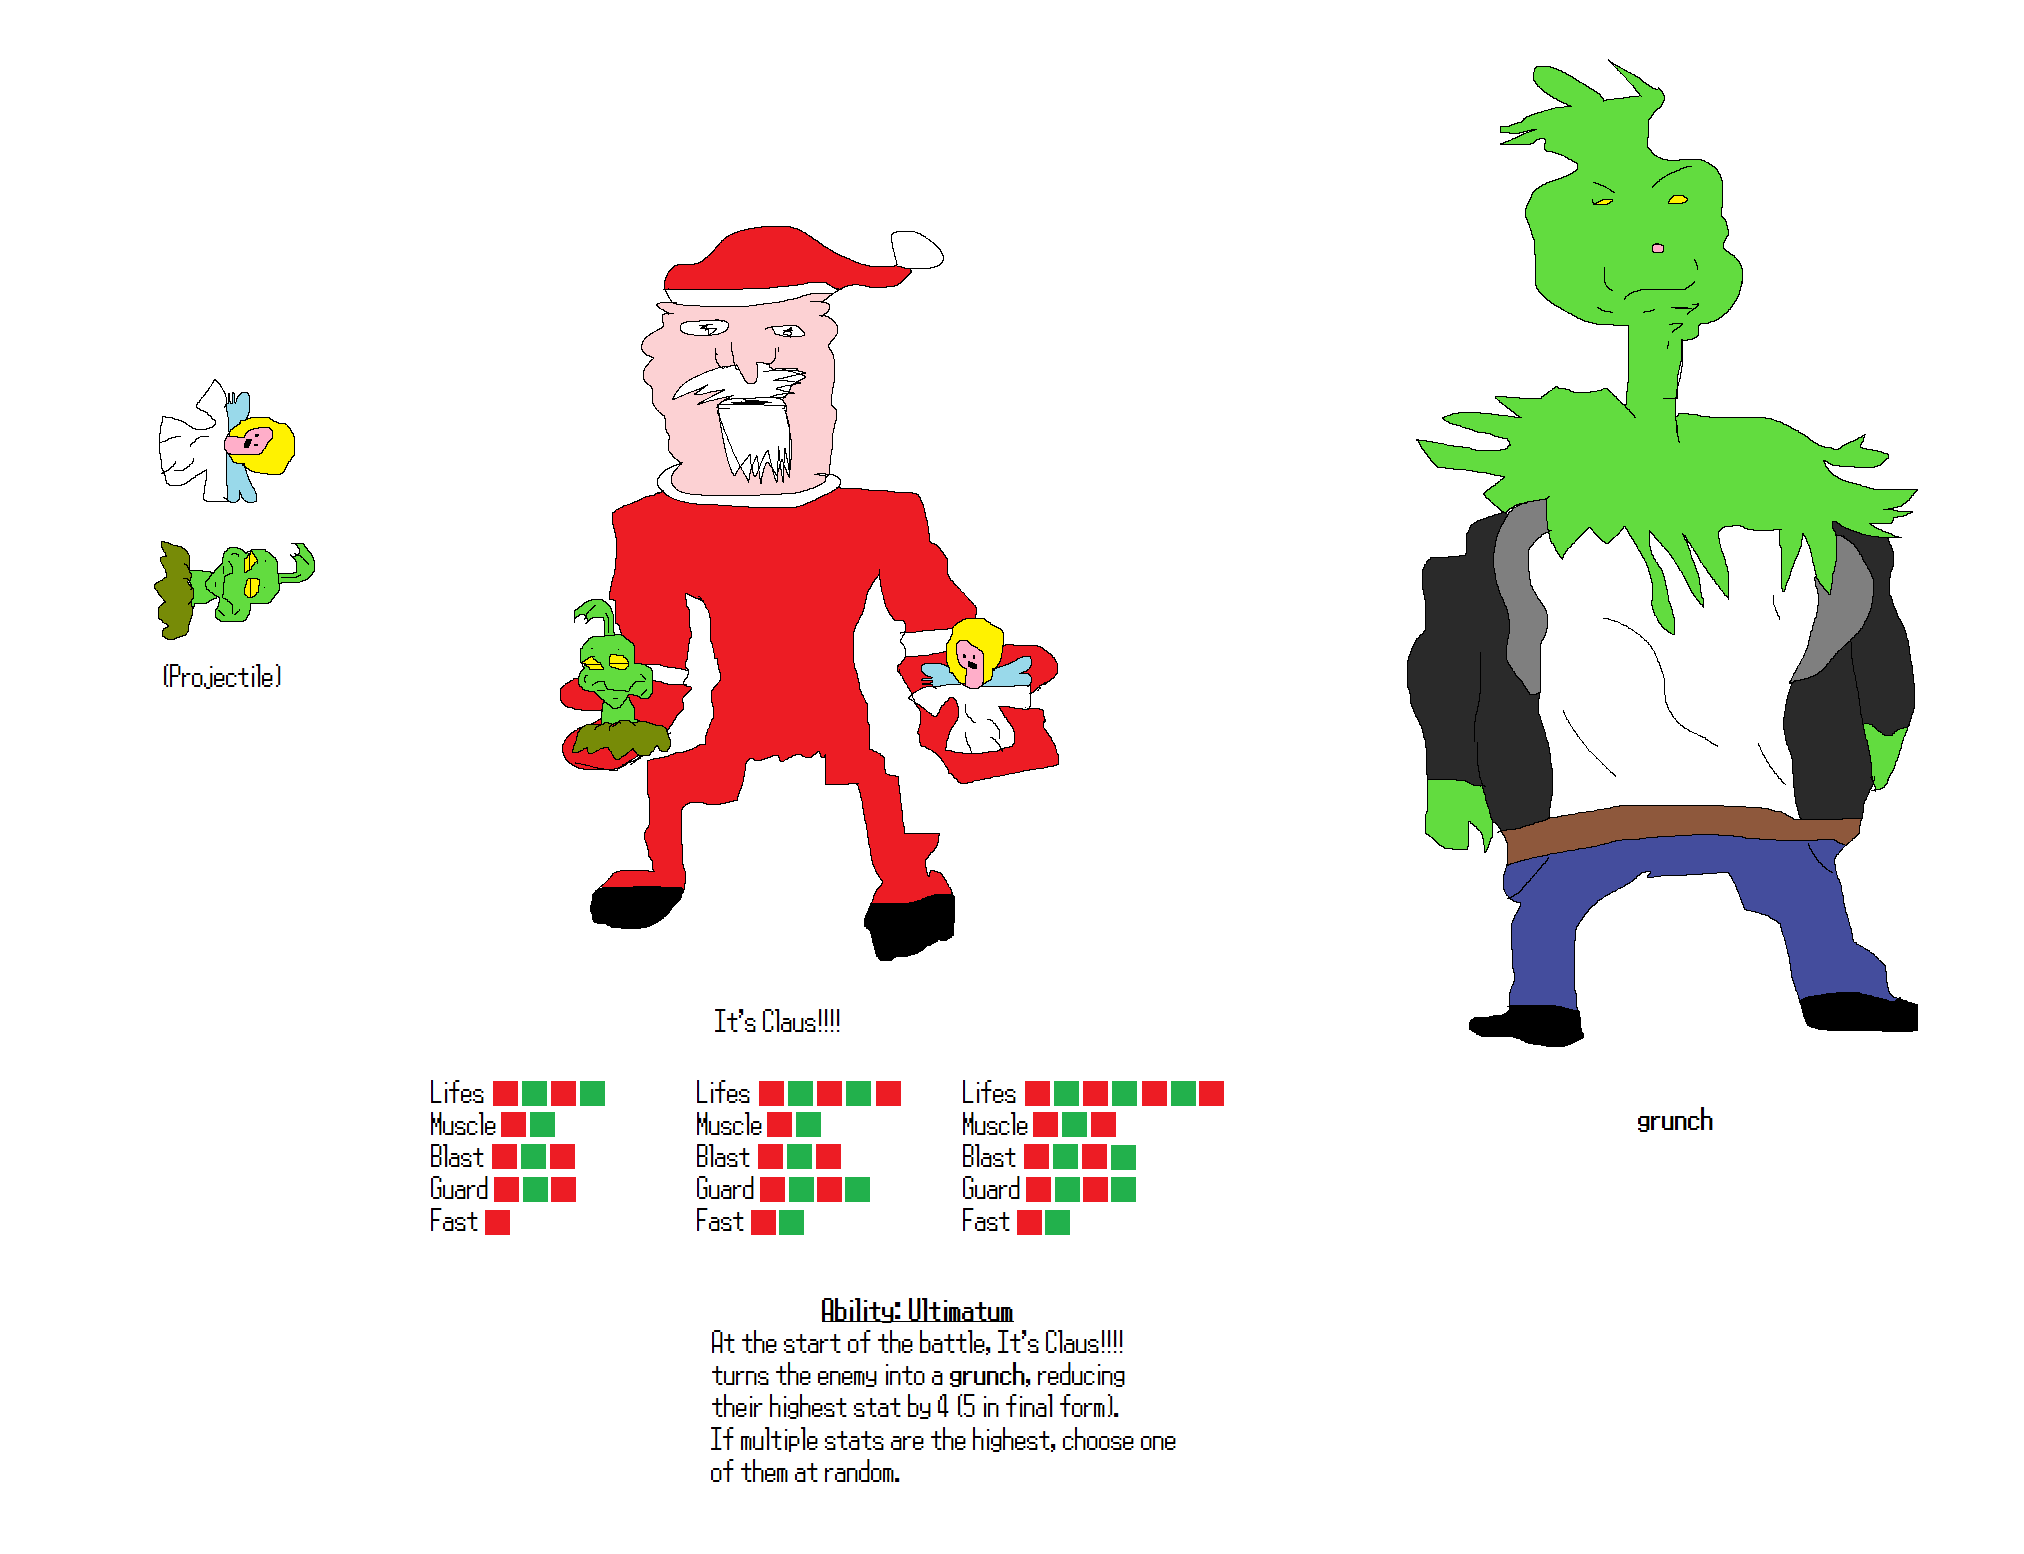 (Projectile)
It's Claus!!!!
Lifes
Muscle
Blast
Guard
Fast
Lifes
Muscle
Blast
Guard
Fast
Lifes
Muscle
Blast
Guard
Fast
grunch
Ability: Ultimatum
At the start of the battle, It's Claus!!!!
turns the enemy into a grunch, reducing
their highest stat by 4 (5 in final form).
If multiple stats are the highest, choose one
of them at random.